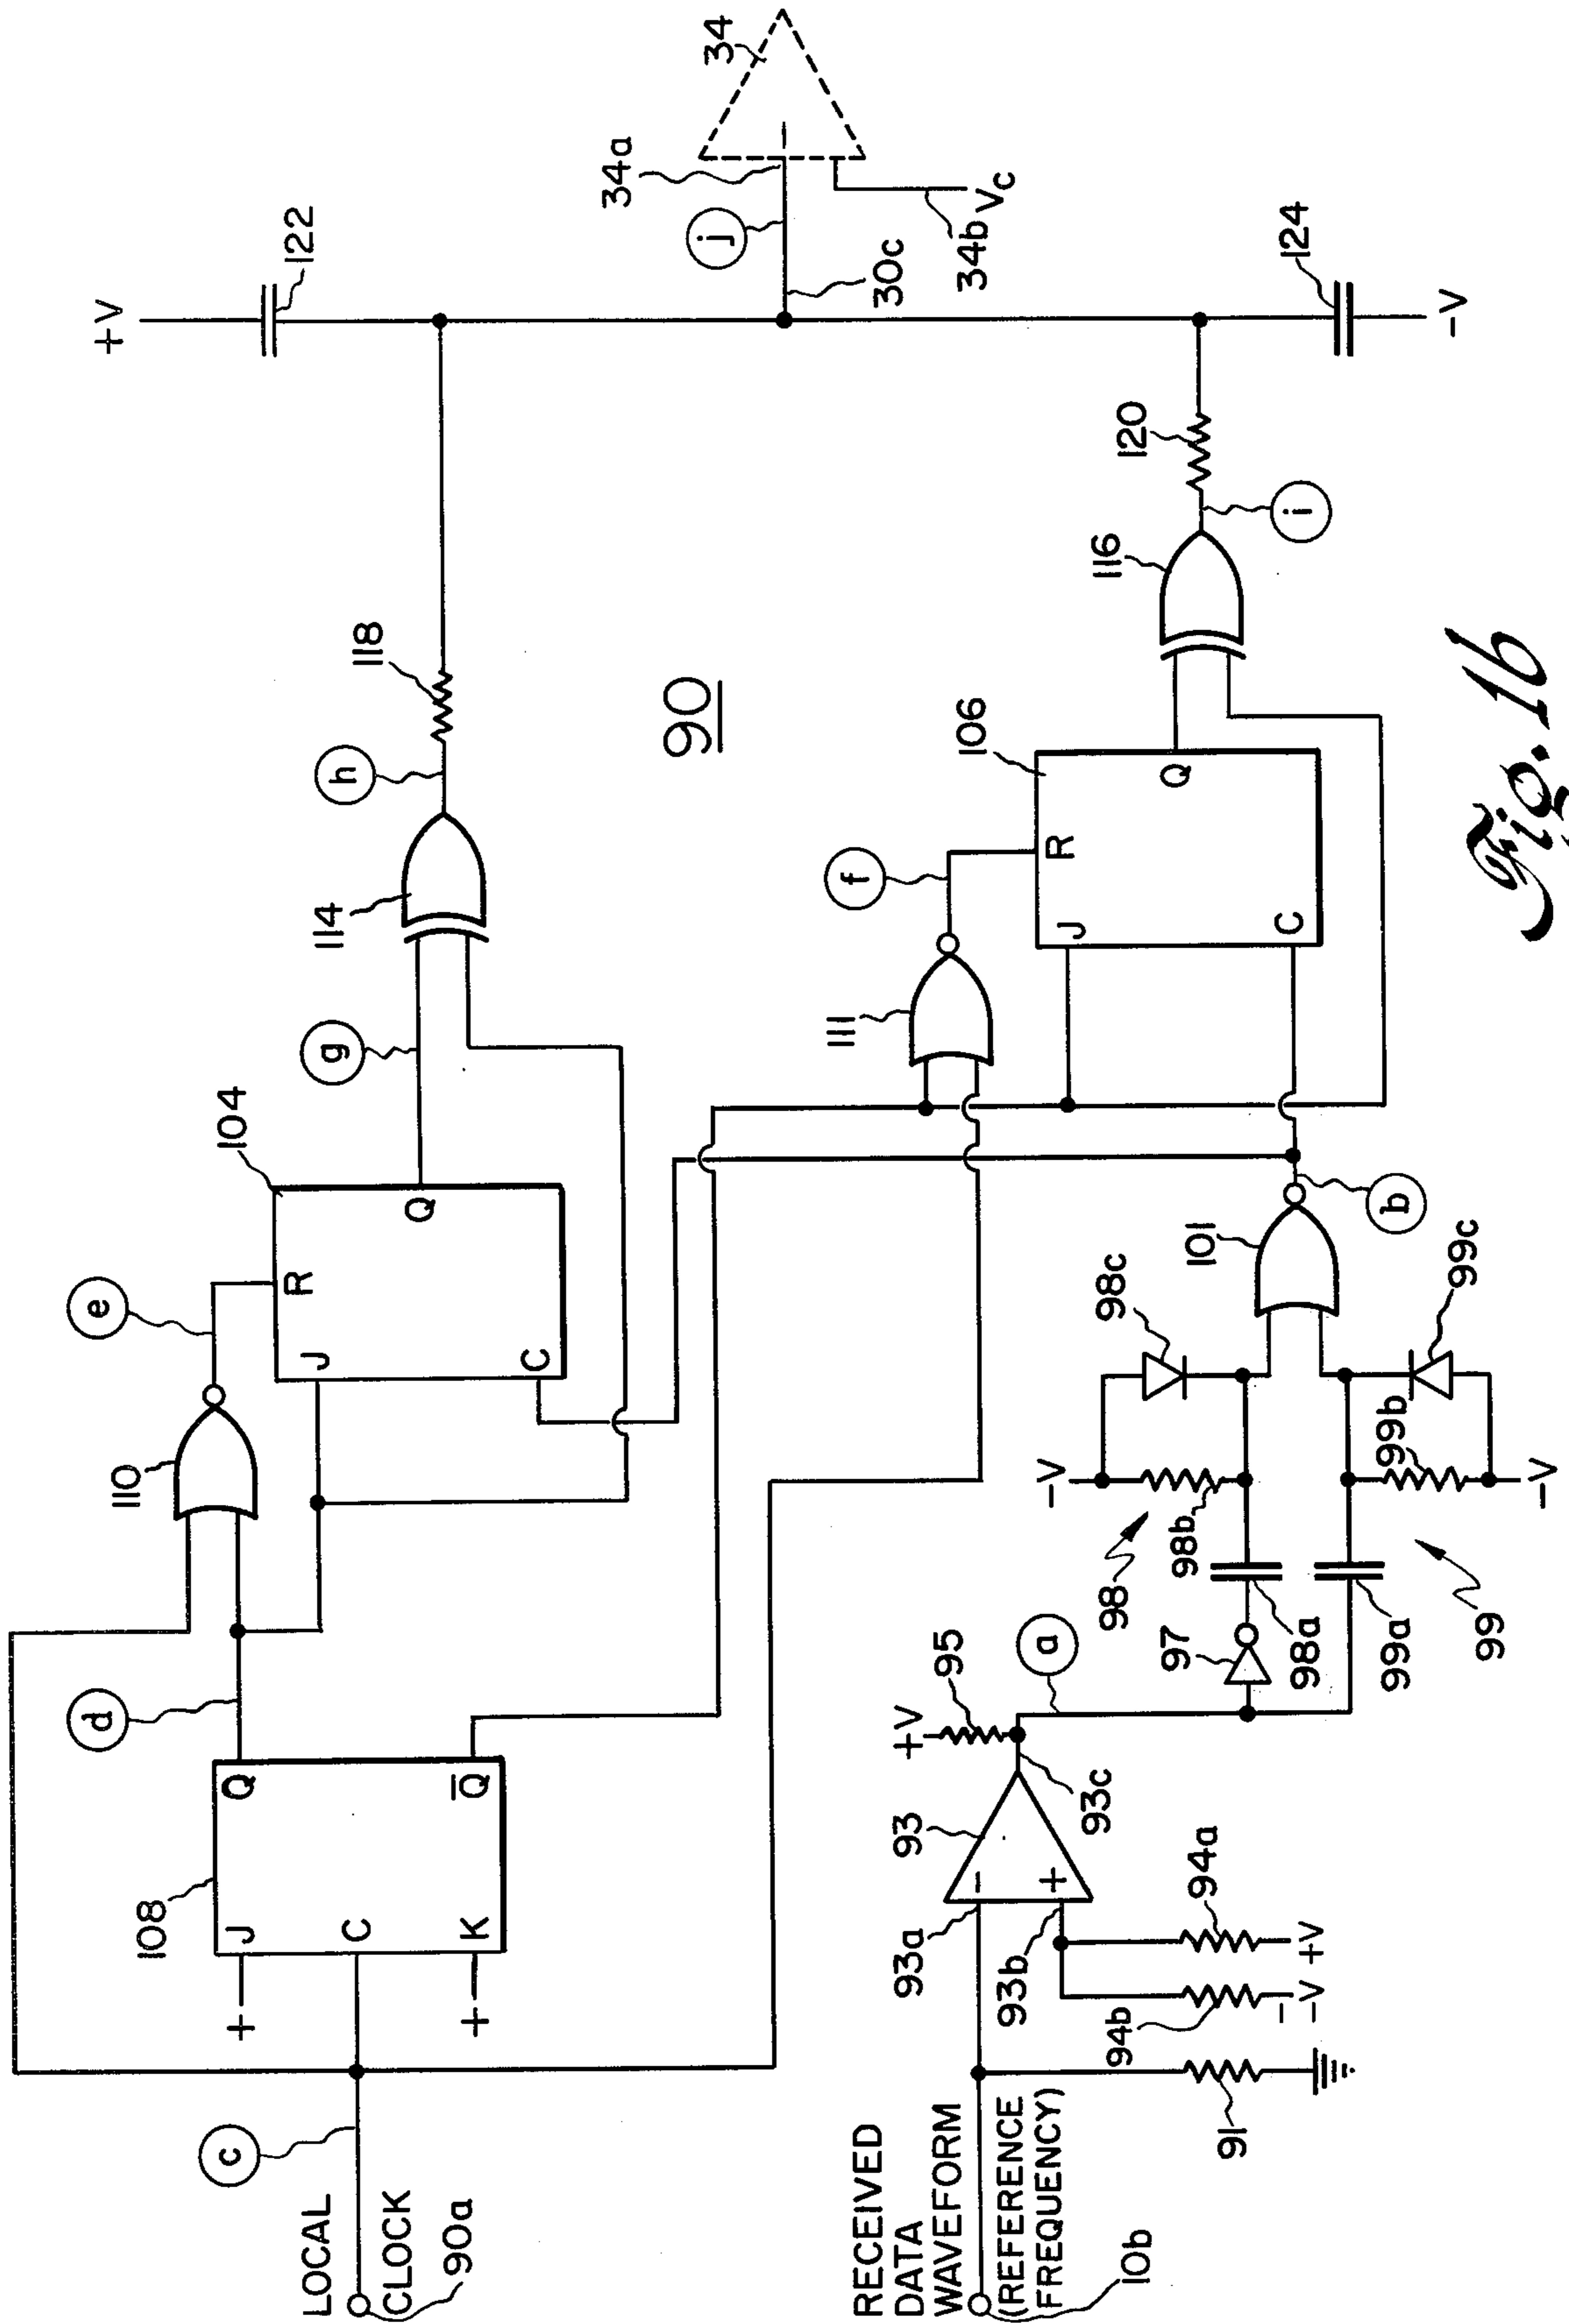 +V
122
34
34a
j
30c
34b
Vc
124
-V
118
h
114
g
104
e
R
Q
J
C
110
d
108
J
Q
C
K
Q
+
+
c
LOCAL
CLOCK
90a
90
120
i
116
106
f
R
Q
J
C
111
b
101
98c
99c
-V
98
98b
98a
97
99b
99a
99
-V
a
95
+V
93
93c
93a
93b
-
+
-
94a
94b
+V
-V
91
RECEIVED
DATA
WAVEFORM
(REFERENCE
FREQUENCY)
10b
Fig. 1b